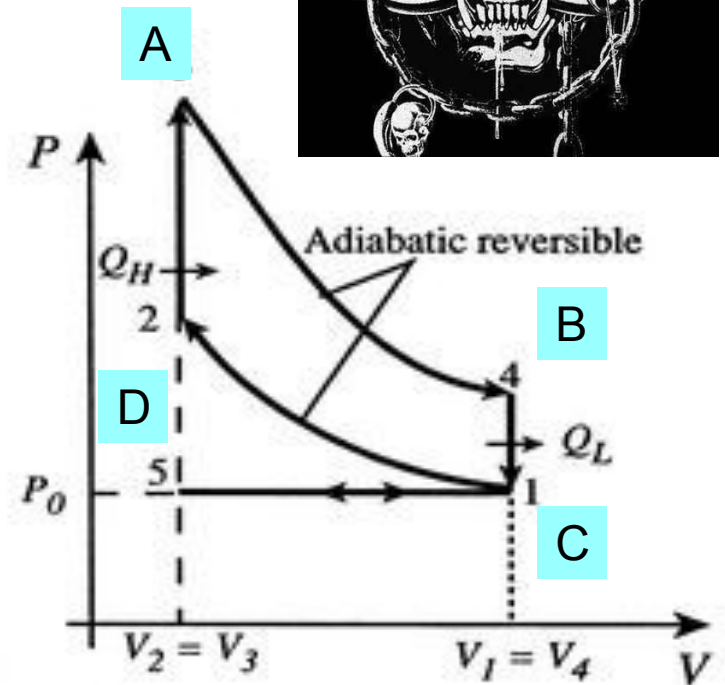 A
P
Adiabatic reversible
Q_H
2
B
4
D
Q_L
5
P_0
1
C
V_2 = V_3
V_1 = V_4
V